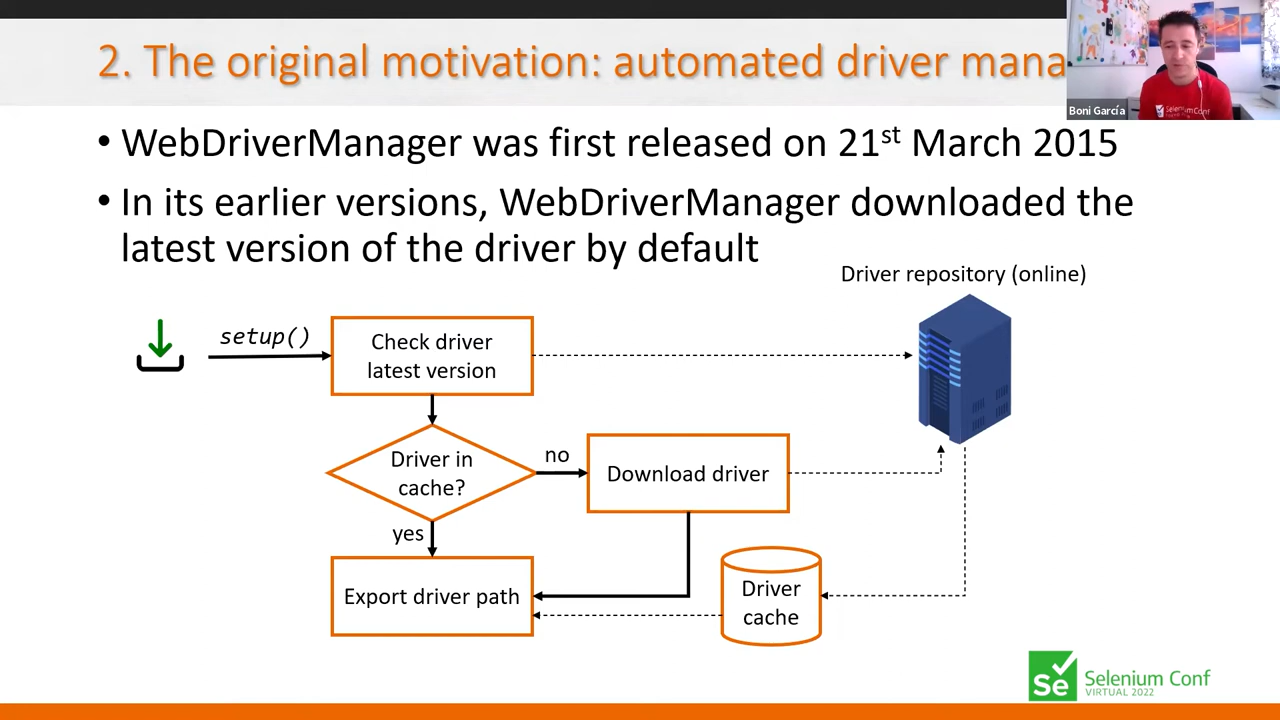 2. The original motivation: automated driver mana
Boni García
SeleniumConf
• WebDriverManager was first released on 21st March 2015
• In its earlier versions, WebDriverManager downloaded the
latest version of the driver by default
Driver repository (online)
setup()
Check driver
latest version
Driver in
cache?
no
Download driver
yes
Export driver path
Driver
cache
Se
Selenium Conf
VIRTUAL 2022